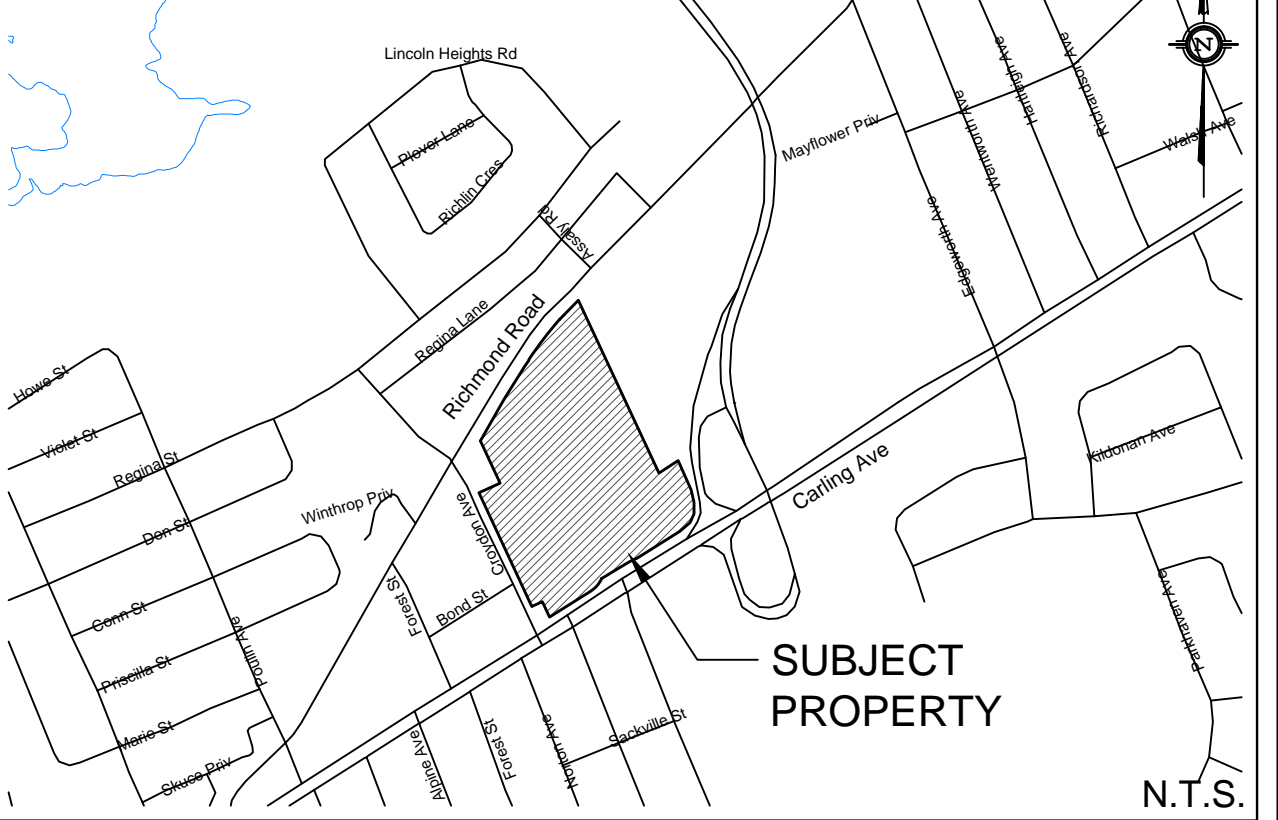 Lincoln Heights Rd
Plover Lane
Richlin Cres
Assaly Rd
Mayflower Priv
Wentworth Ave
Hanleigh Ave
Richardson Ave
Walsh Ave
N
Edgeworth Ave
Regina Lane
Richmond Road
Howe St
Violet St
Regina St
Don St
Winthrop Priv
Croydon Ave
Carling Ave
Kildonan Ave
Conn St
Forest St
Bond St
Priscilla St
Poulin Ave
Parkhaven Ave
SUBJECT
PROPERTY
Marie St
Skuce Priv
Alpine Ave
Forest St
Norton Ave
Sackville St
N.T.S.